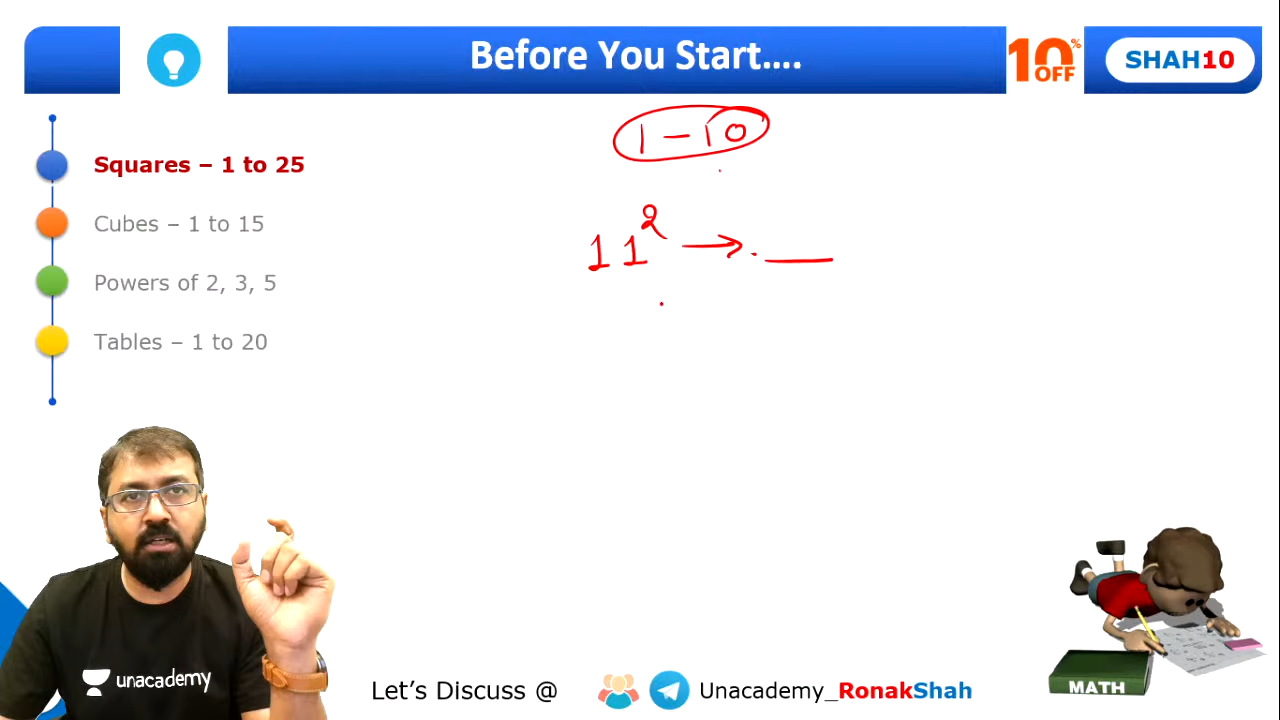 Before You Start....
10% OFF
SHAH10
Squares – 1 to 25
Cubes – 1 to 15
Powers of 2, 3, 5
Tables – 1 to 20
1 – 10
11² → . __
unacademy
MATH
Let's Discuss @ Unacademy_RonakShah